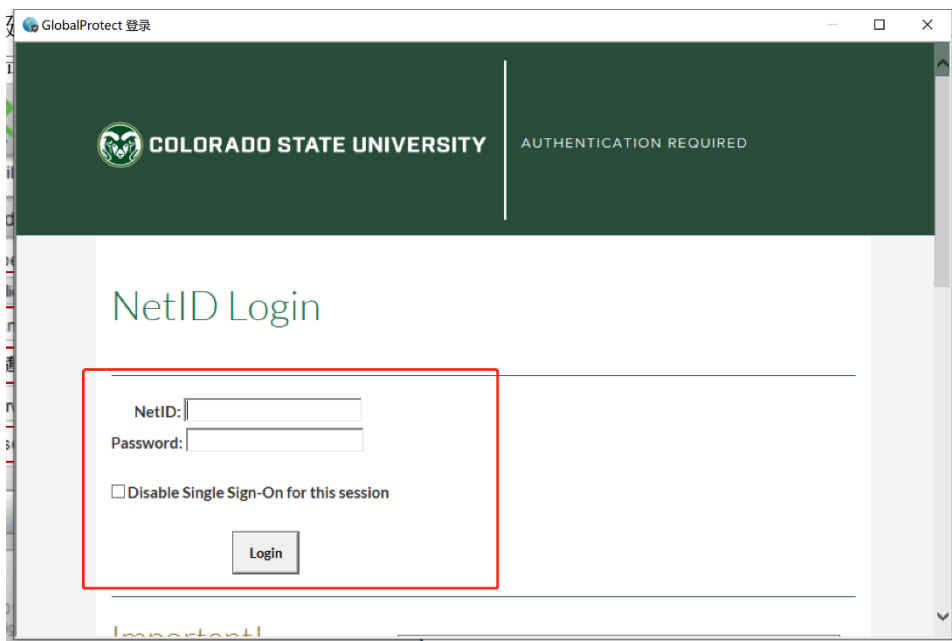 GlobalProtect 登录
COLORADO STATE UNIVERSITY
AUTHENTICATION REQUIRED
NetID Login
NetID:
Password:
Disable Single Sign-On for this session
Login
Important!